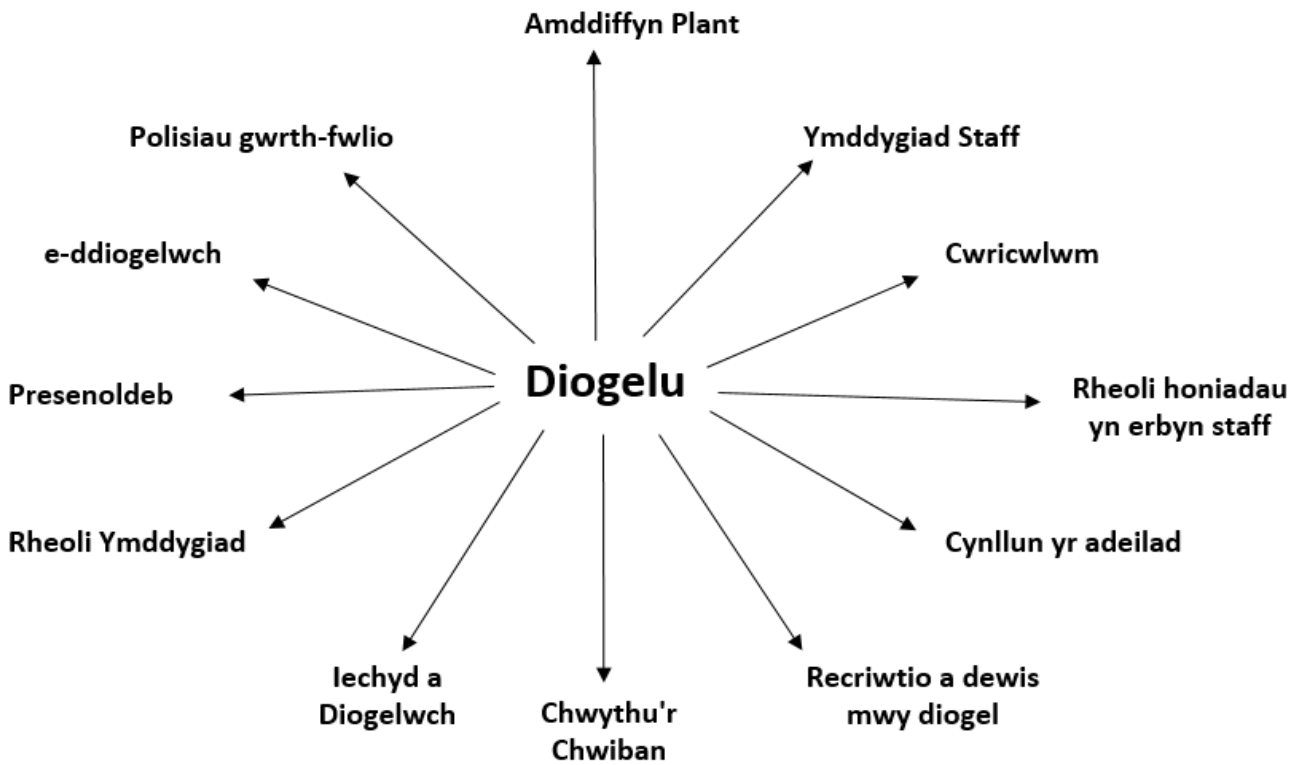 Amddiffyn Plant
Polisiau gwrth-fwlio
Ymddygiad Staff
e-ddiogelwch
Cwricwlwm
Diogelu
Presenoldeb
Rheoli honiadau
yn erbyn staff
Rheoli Ymddygiad
Cynllun yr adeilad
Iechyd a
Diogelwch
Chwythu'r
Chwiban
Recriwtio a dewis
mwy diogel